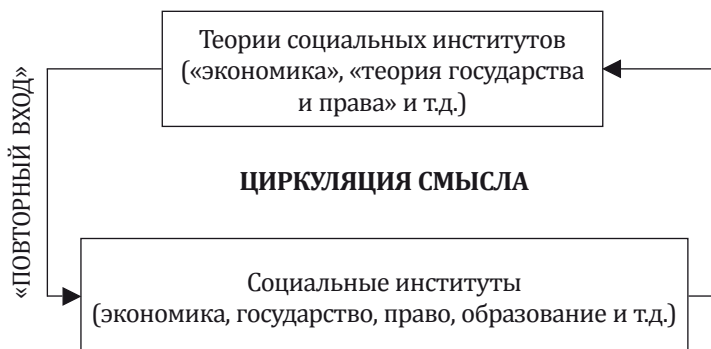 Теории социальных институтов
(«экономика», «теория государства
и права» и т.д.)
«ПОВТОРНЫЙ ВХОД»
ЦИРКУЛЯЦИЯ СМЫСЛА
Социальные институты
(экономика, государство, право, образование и т.д.)